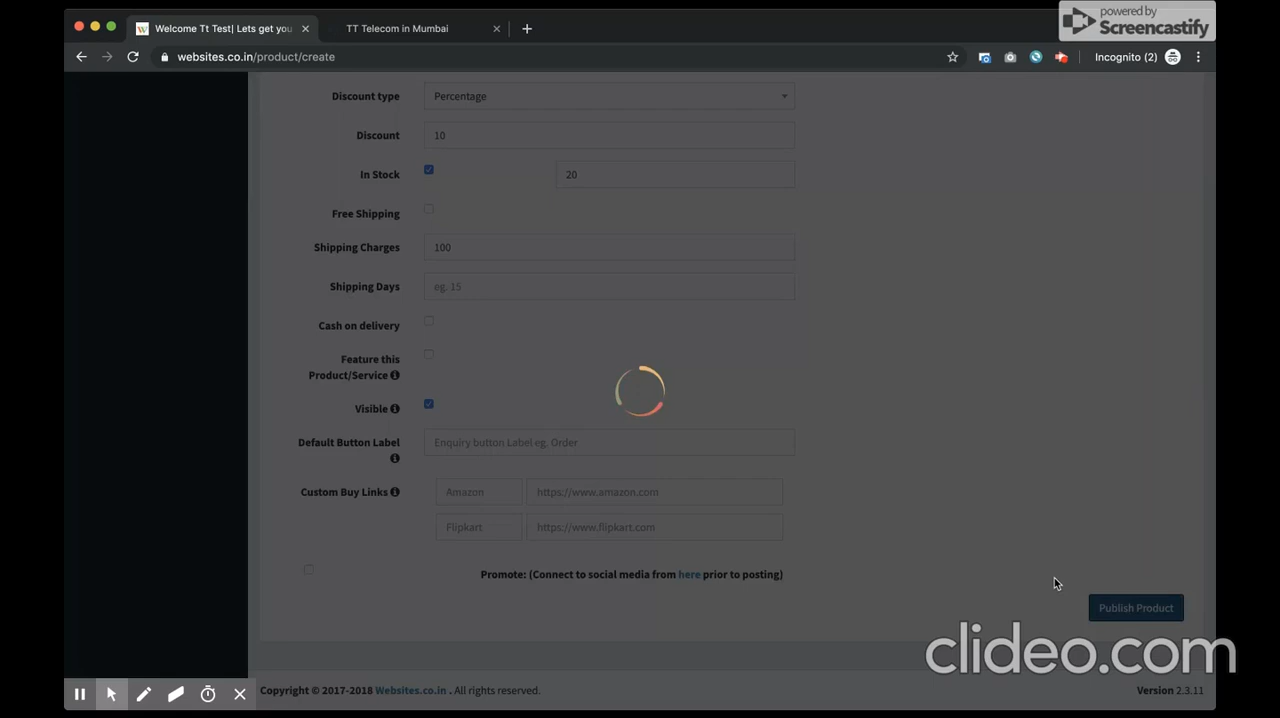 powered by
Screencastify
Welcome Tt Test| Lets get you
TT Telecom in Mumbai
websites.co.in/product/create
Incognito (2)
Discount type
Percentage
Discount
10
In Stock
20
Free Shipping
Shipping Charges
100
Shipping Days
eg. 15
Cash on delivery
Feature this
Product/Service
Visible
Default Button Label
Enquiry button Label eg. Order
Custom Buy Links
Amazon
https://www.amazon.com
Flipkart
https://www.flipkart.com
Promote: (Connect to social media from here prior to posting)
Publish Product
clideo.com
Copyright © 2017-2018 Websites.co.in . All rights reserved.
Version 2.3.11